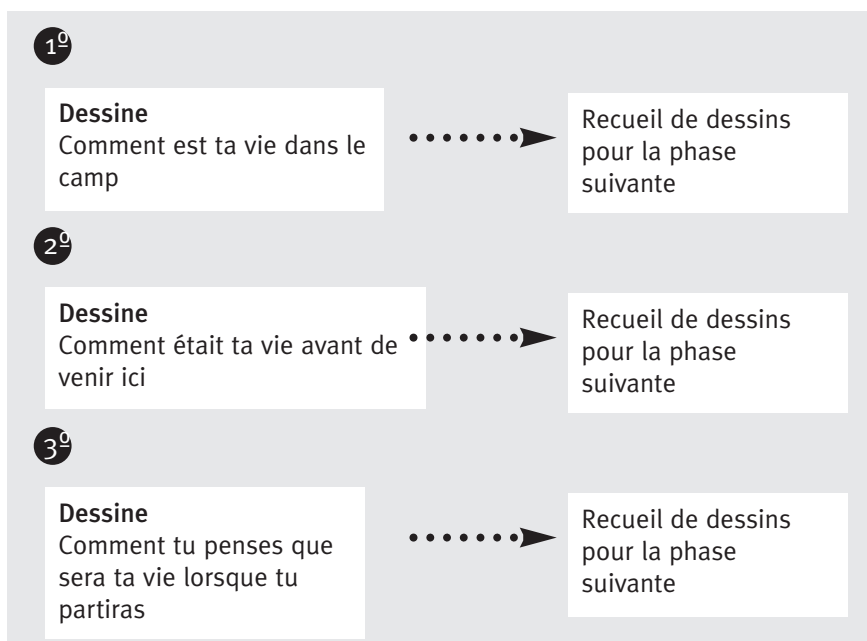 1º
Dessine
Comment est ta vie dans le
camp
Recueil de dessins
pour la phase
suivante
2º
Dessine
Comment était ta vie avant de
venir ici
Recueil de dessins
pour la phase
suivante
3º
Dessine
Comment tu penses que
sera ta vie lorsque tu
partiras
Recueil de dessins
pour la phase
suivante